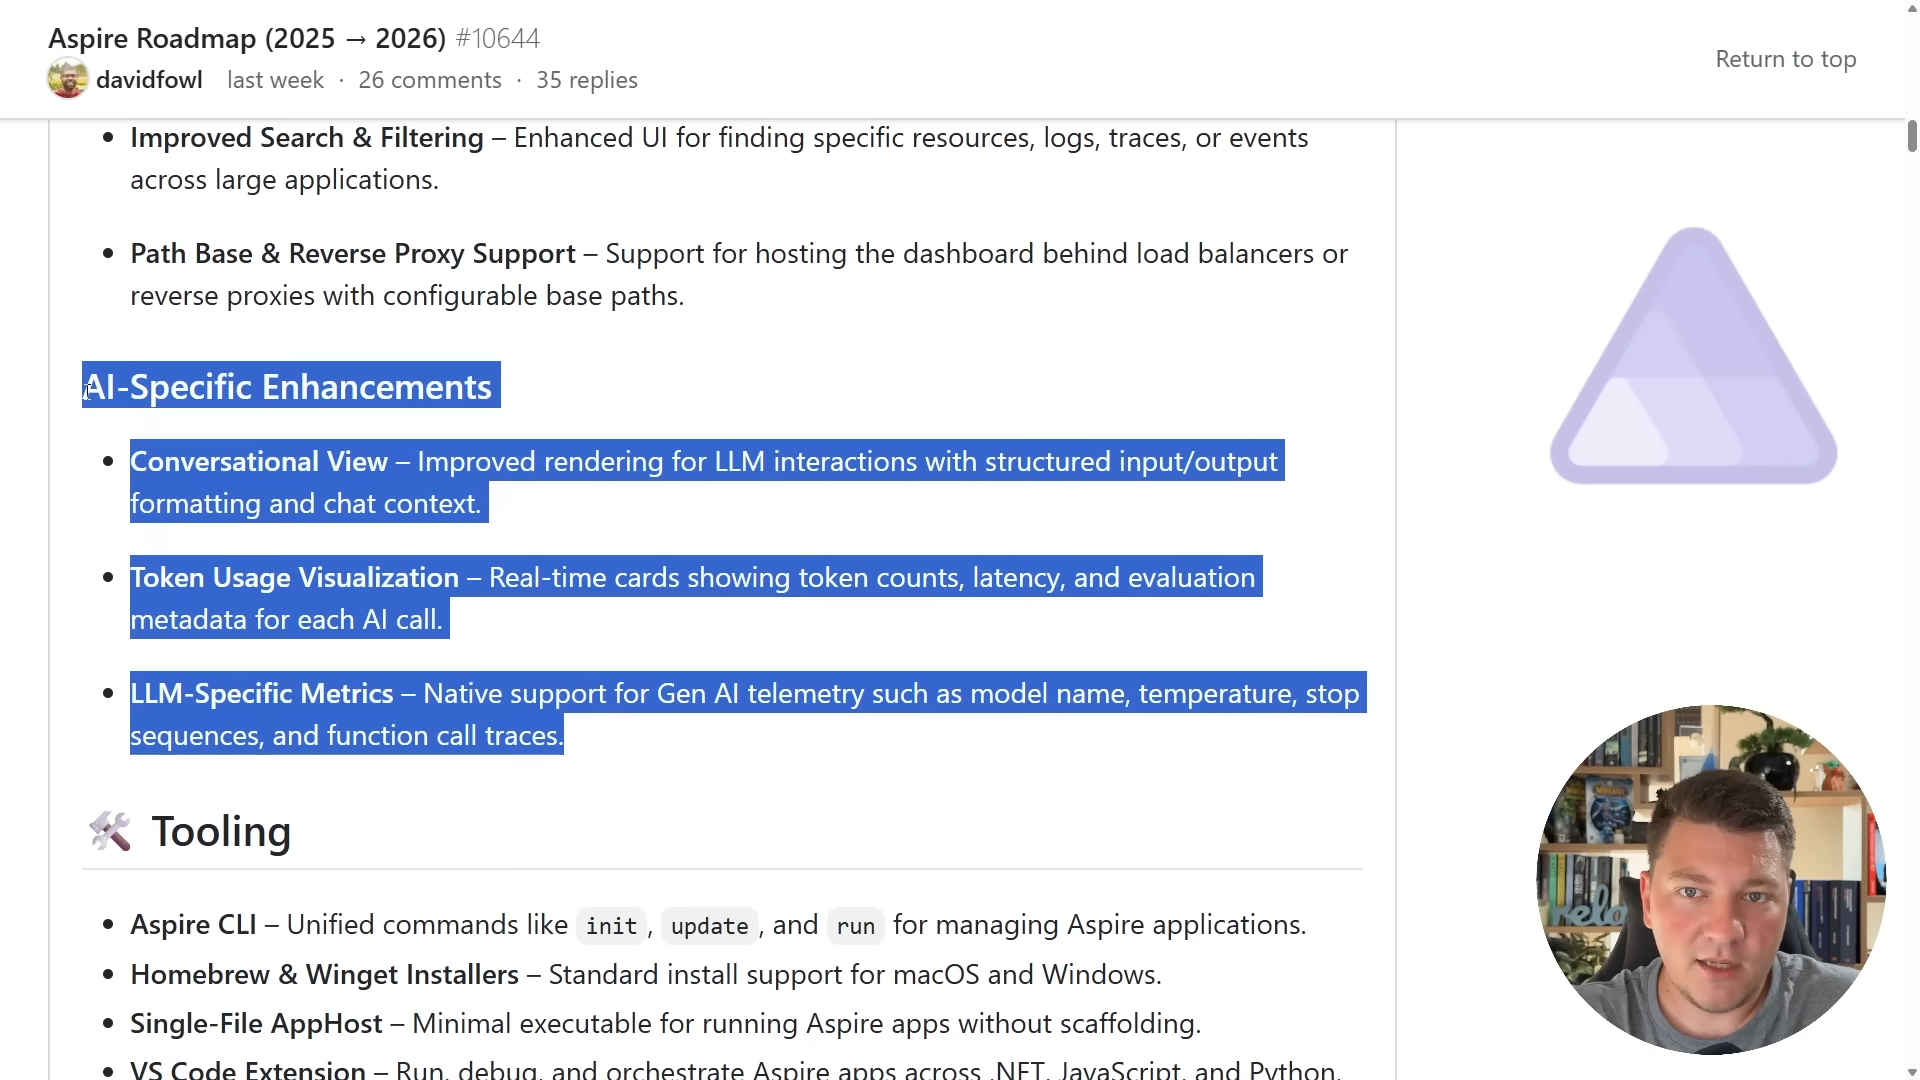 Aspire Roadmap (2025 → 2026) #10644
davidfowl last week · 26 comments · 35 replies
Return to top
• Improved Search & Filtering – Enhanced UI for finding specific resources, logs, traces, or events
across large applications.
• Path Base & Reverse Proxy Support – Support for hosting the dashboard behind load balancers or
reverse proxies with configurable base paths.
AI-Specific Enhancements
• Conversational View – Improved rendering for LLM interactions with structured input/output
formatting and chat context.
• Token Usage Visualization – Real-time cards showing token counts, latency, and evaluation
metadata for each AI call.
• LLM-Specific Metrics – Native support for Gen AI telemetry such as model name, temperature, stop
sequences, and function call traces.
🛠️ Tooling
• Aspire CLI – Unified commands like init, update, and run for managing Aspire applications.
• Homebrew & Winget Installers – Standard install support for macOS and Windows.
• Single-File AppHost – Minimal executable for running Aspire apps without scaffolding.
• VS Code Extension – Run, debug, and orchestrate Aspire apps across .NET, JavaScript, and Python.